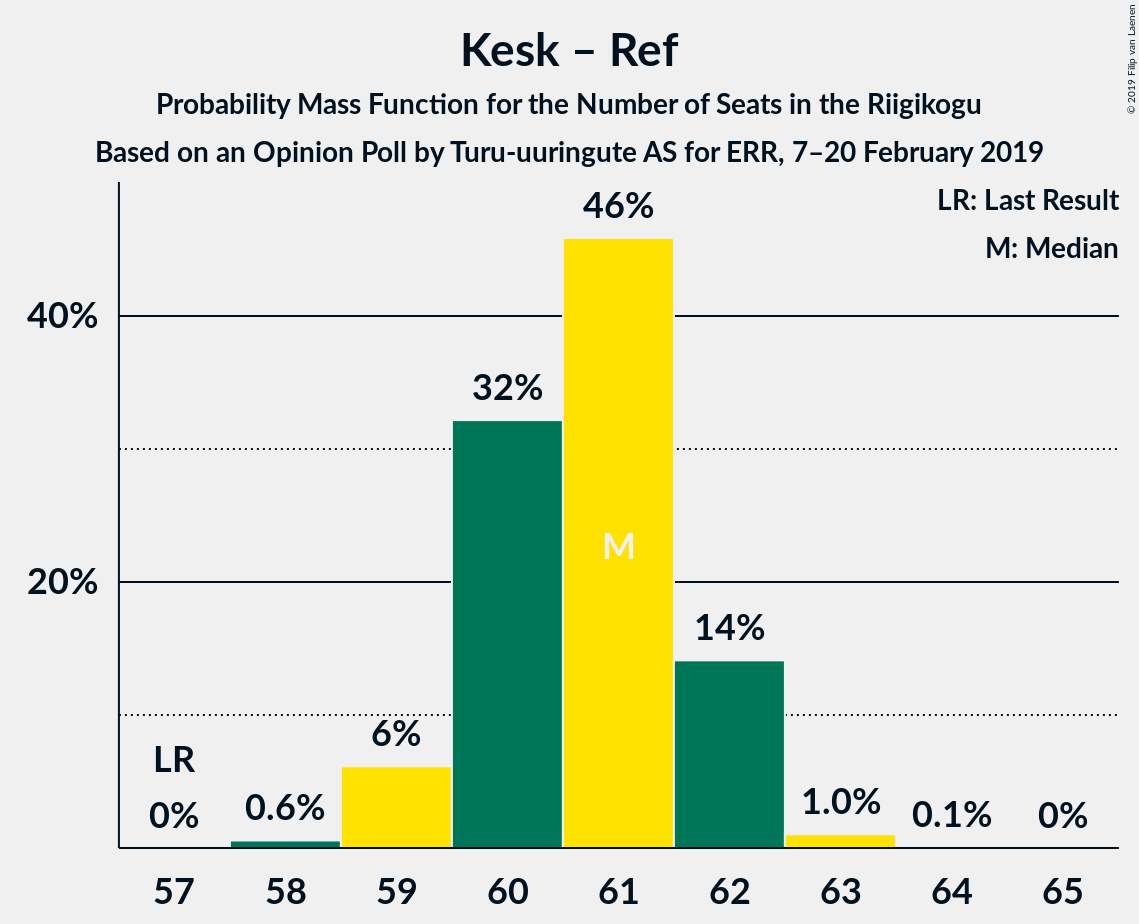 Kesk – Ref
Probability Mass Function for the Number of Seats in the Riigikogu
Based on an Opinion Poll by Turu-uuringute AS for ERR, 7–20 February 2019
© 2019 Filip van Laenen
LR: Last Result
M: Median
46%
40%
32%
M
20%
14%
6%
LR
0%
0.6%
1.0%
0.1%
0%
57 58 59 60 61 62 63 64 65